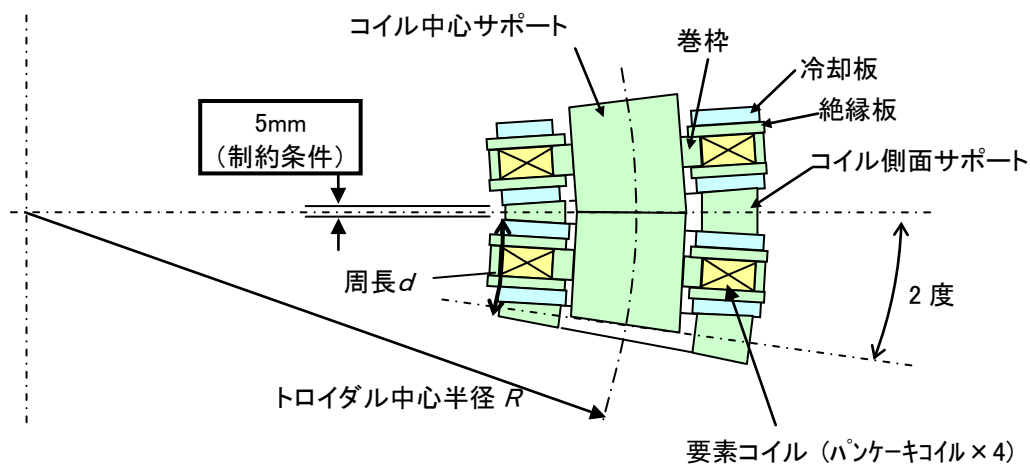 コイル中心サポート
巻枠
冷却板
絶縁板
コイル側面サポート
5mm
（制約条件）
周長d
2 度
トロイダル中心半径 R
要素コイル（パンケーキコイル×4）